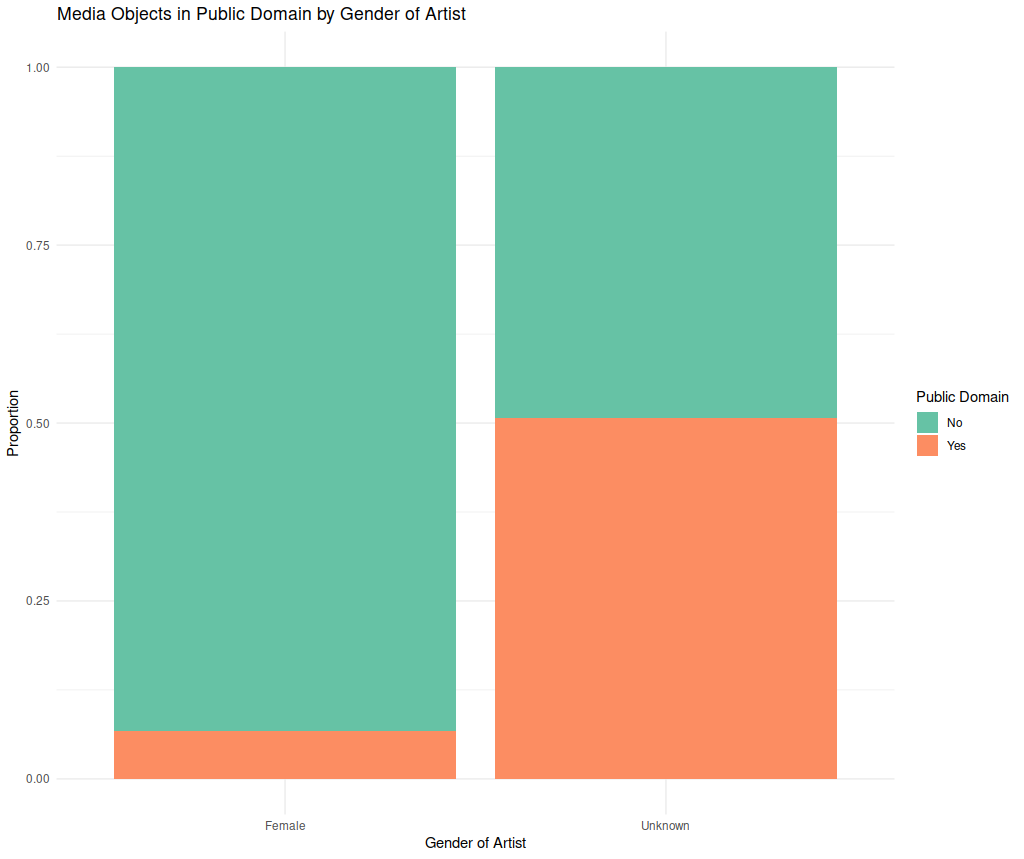 Media Objects in Public Domain by Gender of Artist
1.00
0.75
0.50
0.25
0.00
Proportion
Female
Unknown
Gender of Artist
Public Domain
No
Yes